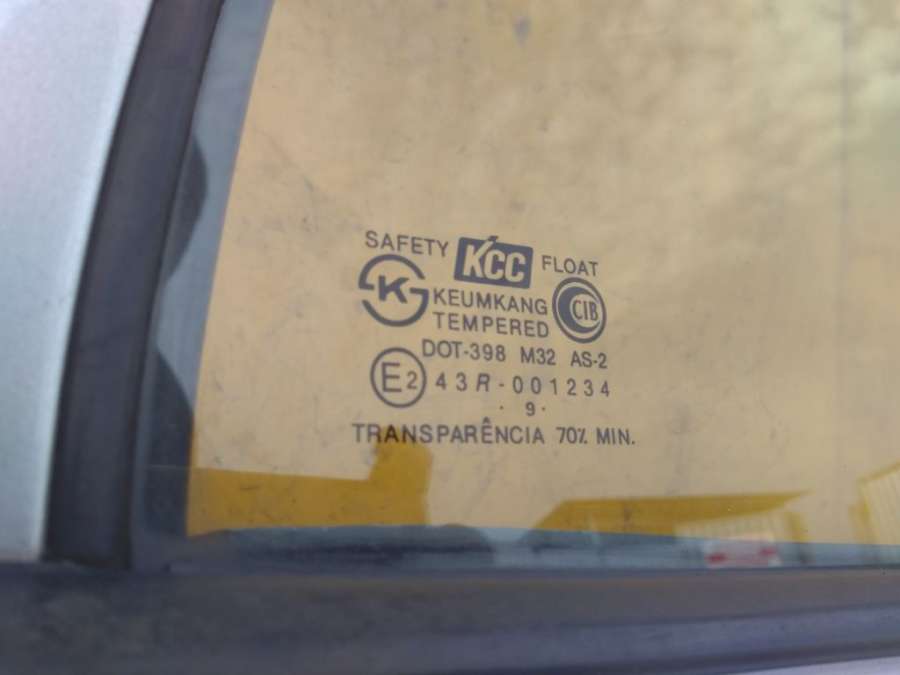 SAFETY KCC FLOAT
K KEUMKANG CIB
TEMPERED
DOT-398 M32 AS-2
E2 43R-001234
· 9 ·
TRANSPARÊNCIA 70% MIN.